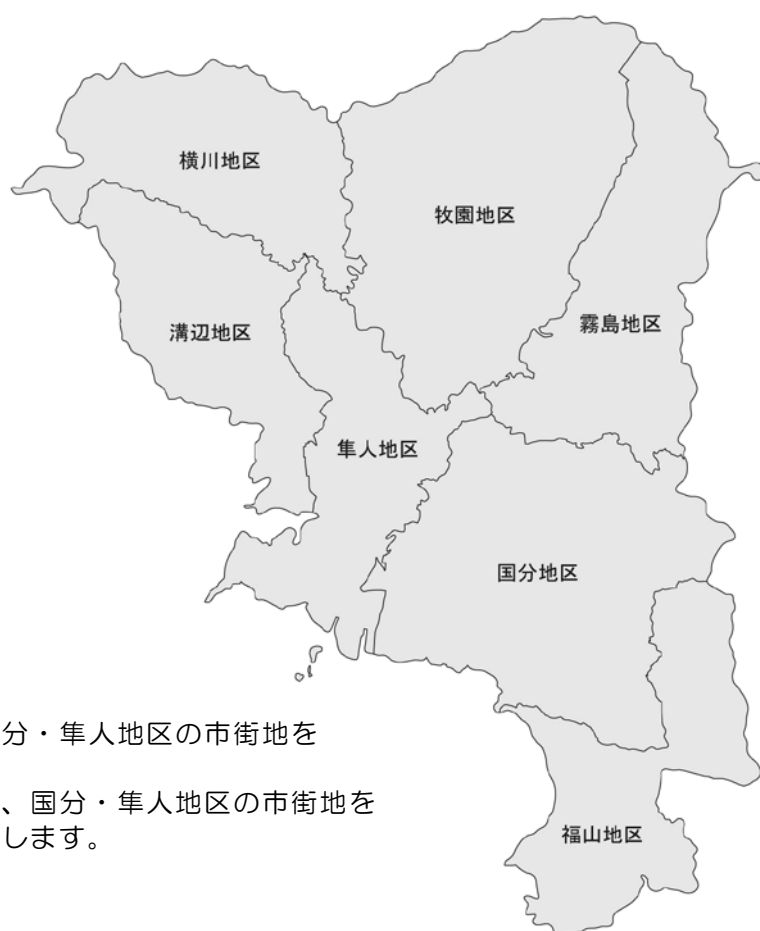 横川地区
牧園地区
霧島地区
溝辺地区
隼人地区
国分地区
分・隼人地区の市街地を
、国分・隼人地区の市街地を
します。
福山地区